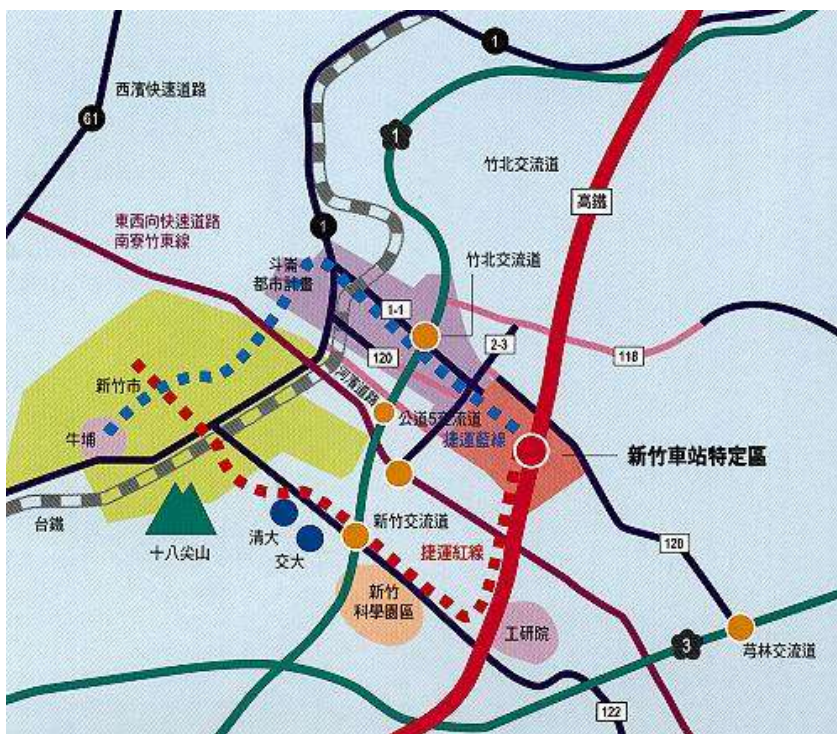 1
西濱快速道路
61
1
竹北交流道
高鐵
東西向快速道路
南寮竹東線
1
斗崙
都市計畫
竹北交流道
1-1
2-3
120
118
新竹市
河濱道路
公道5交流道
牛埔
捷運藍線
新竹車站特定區
台鐵
十八尖山
清大
交大
新竹交流道
捷運紅線
120
新竹
科學園區
工研院
3
芎林交流道
122